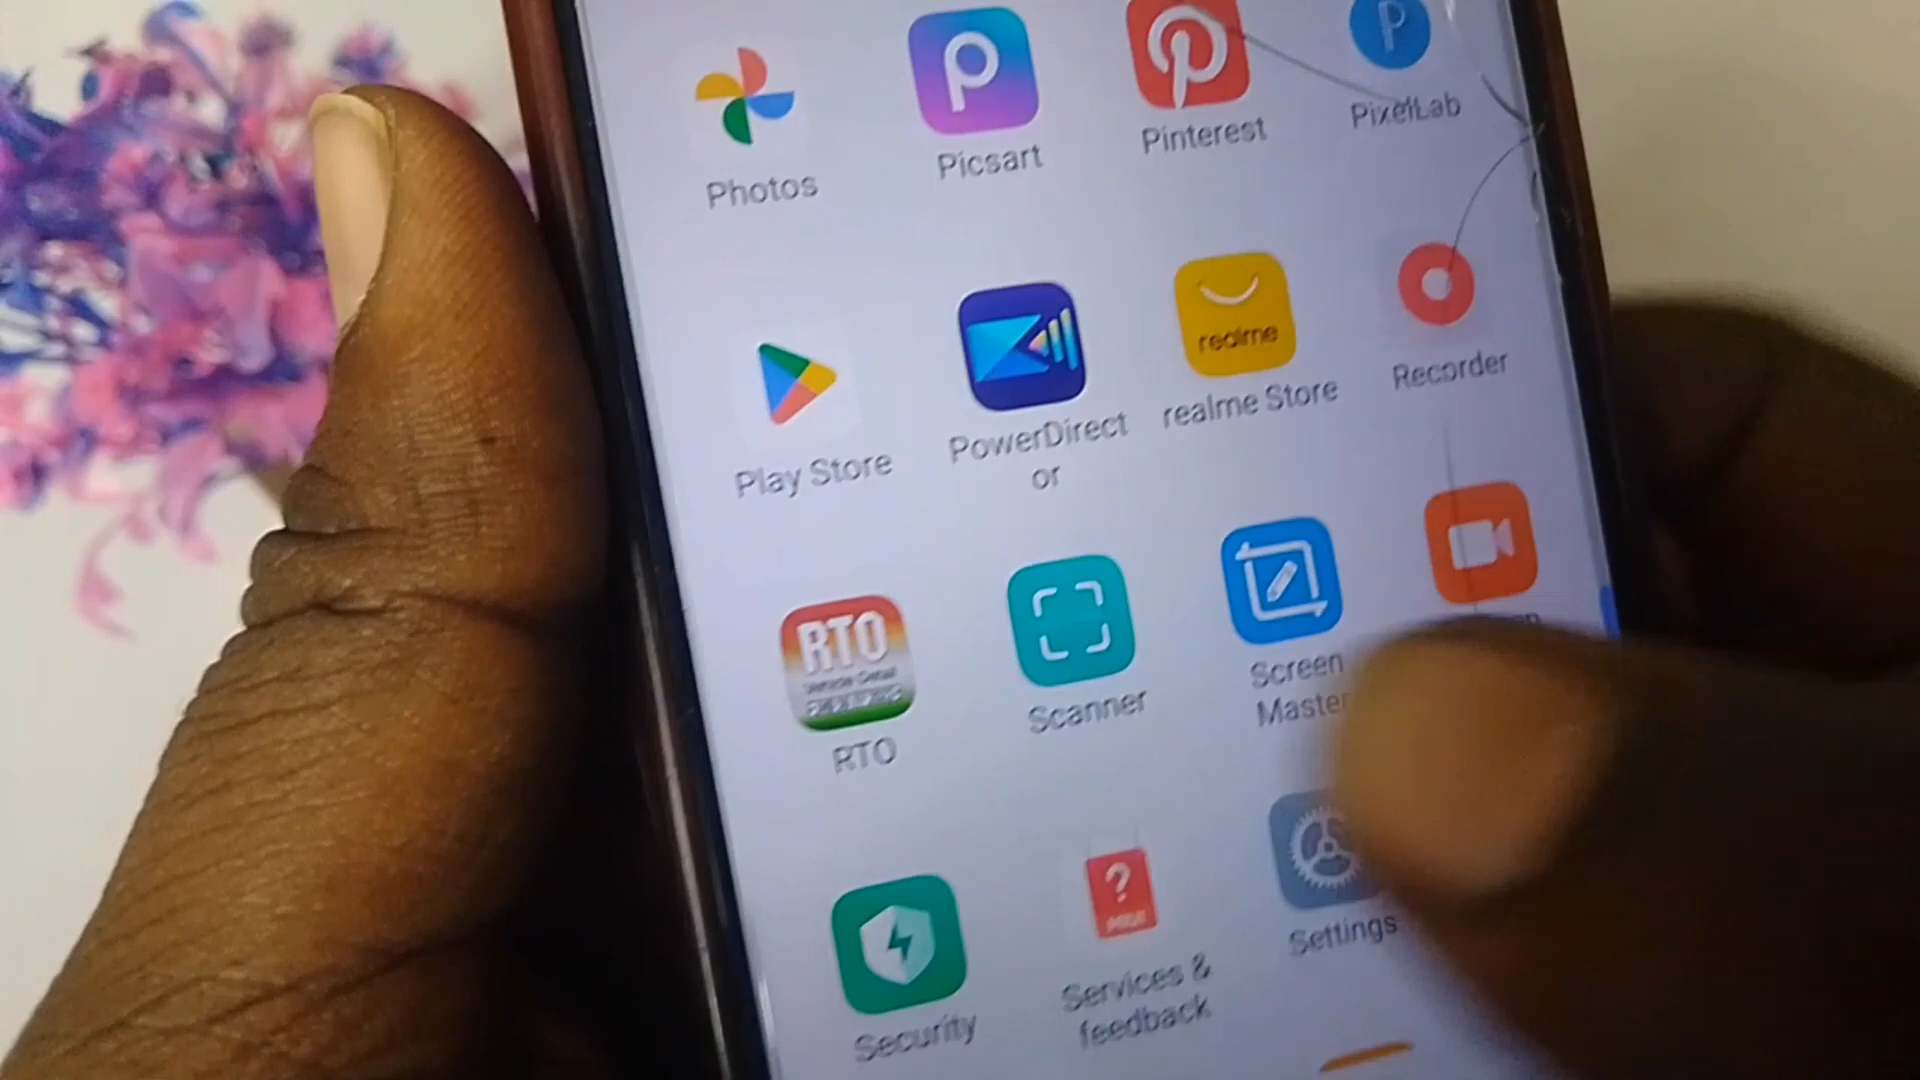 Photos
Picsart
Pinterest
PixelLab
Play Store
PowerDirect
or
realme
realme Store
Recorder
RTO
RTO
Scanner
Screen
Master
Security
Services &
feedback
Settings